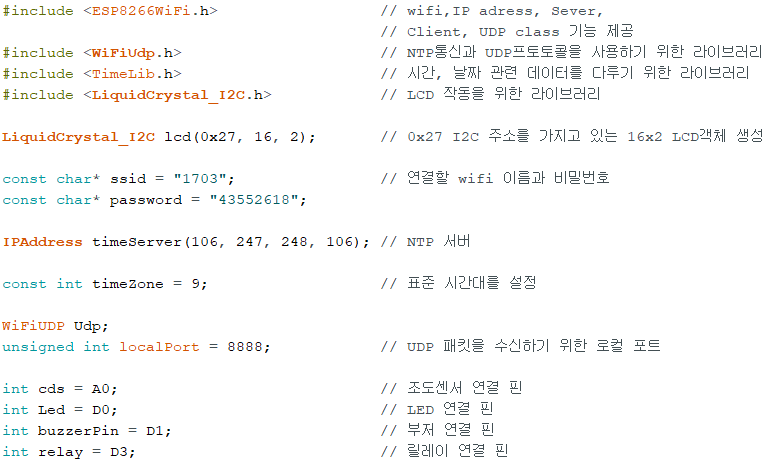 #include <ESP8266WiFi.h> // wifi,IP adress, Sever,
// Client, UDP class 기능 제공
#include <WiFiUdp.h> // NTP통신과 UDP프토토콜을 사용하기 위한 라이브러리
#include <TimeLib.h> // 시간, 날짜 관련 데이터를 다루기 위한 라이브러리
#include <LiquidCrystal_I2C.h> // LCD 작동을 위한 라이브러리
LiquidCrystal_I2C lcd(0x27, 16, 2); // 0x27 I2C 주소를 가지고 있는 16x2 LCD객체 생성
const char* ssid = "1703"; // 연결할 wifi 이름과 비밀번호
const char* password = "43552618";
IPAddress timeServer(106, 247, 248, 106); // NTP 서버
const int timeZone = 9; // 표준 시간대를 설정
WiFiUDP Udp;
unsigned int localPort = 8888; // UDP 패킷을 수신하기 위한 로컬 포트
int cds = A0; // 조도센서 연결 핀
int Led = D0; // LED 연결 핀
int buzzerPin = D1; // 부저 연결 핀
int relay = D3; // 릴레이 연결 핀